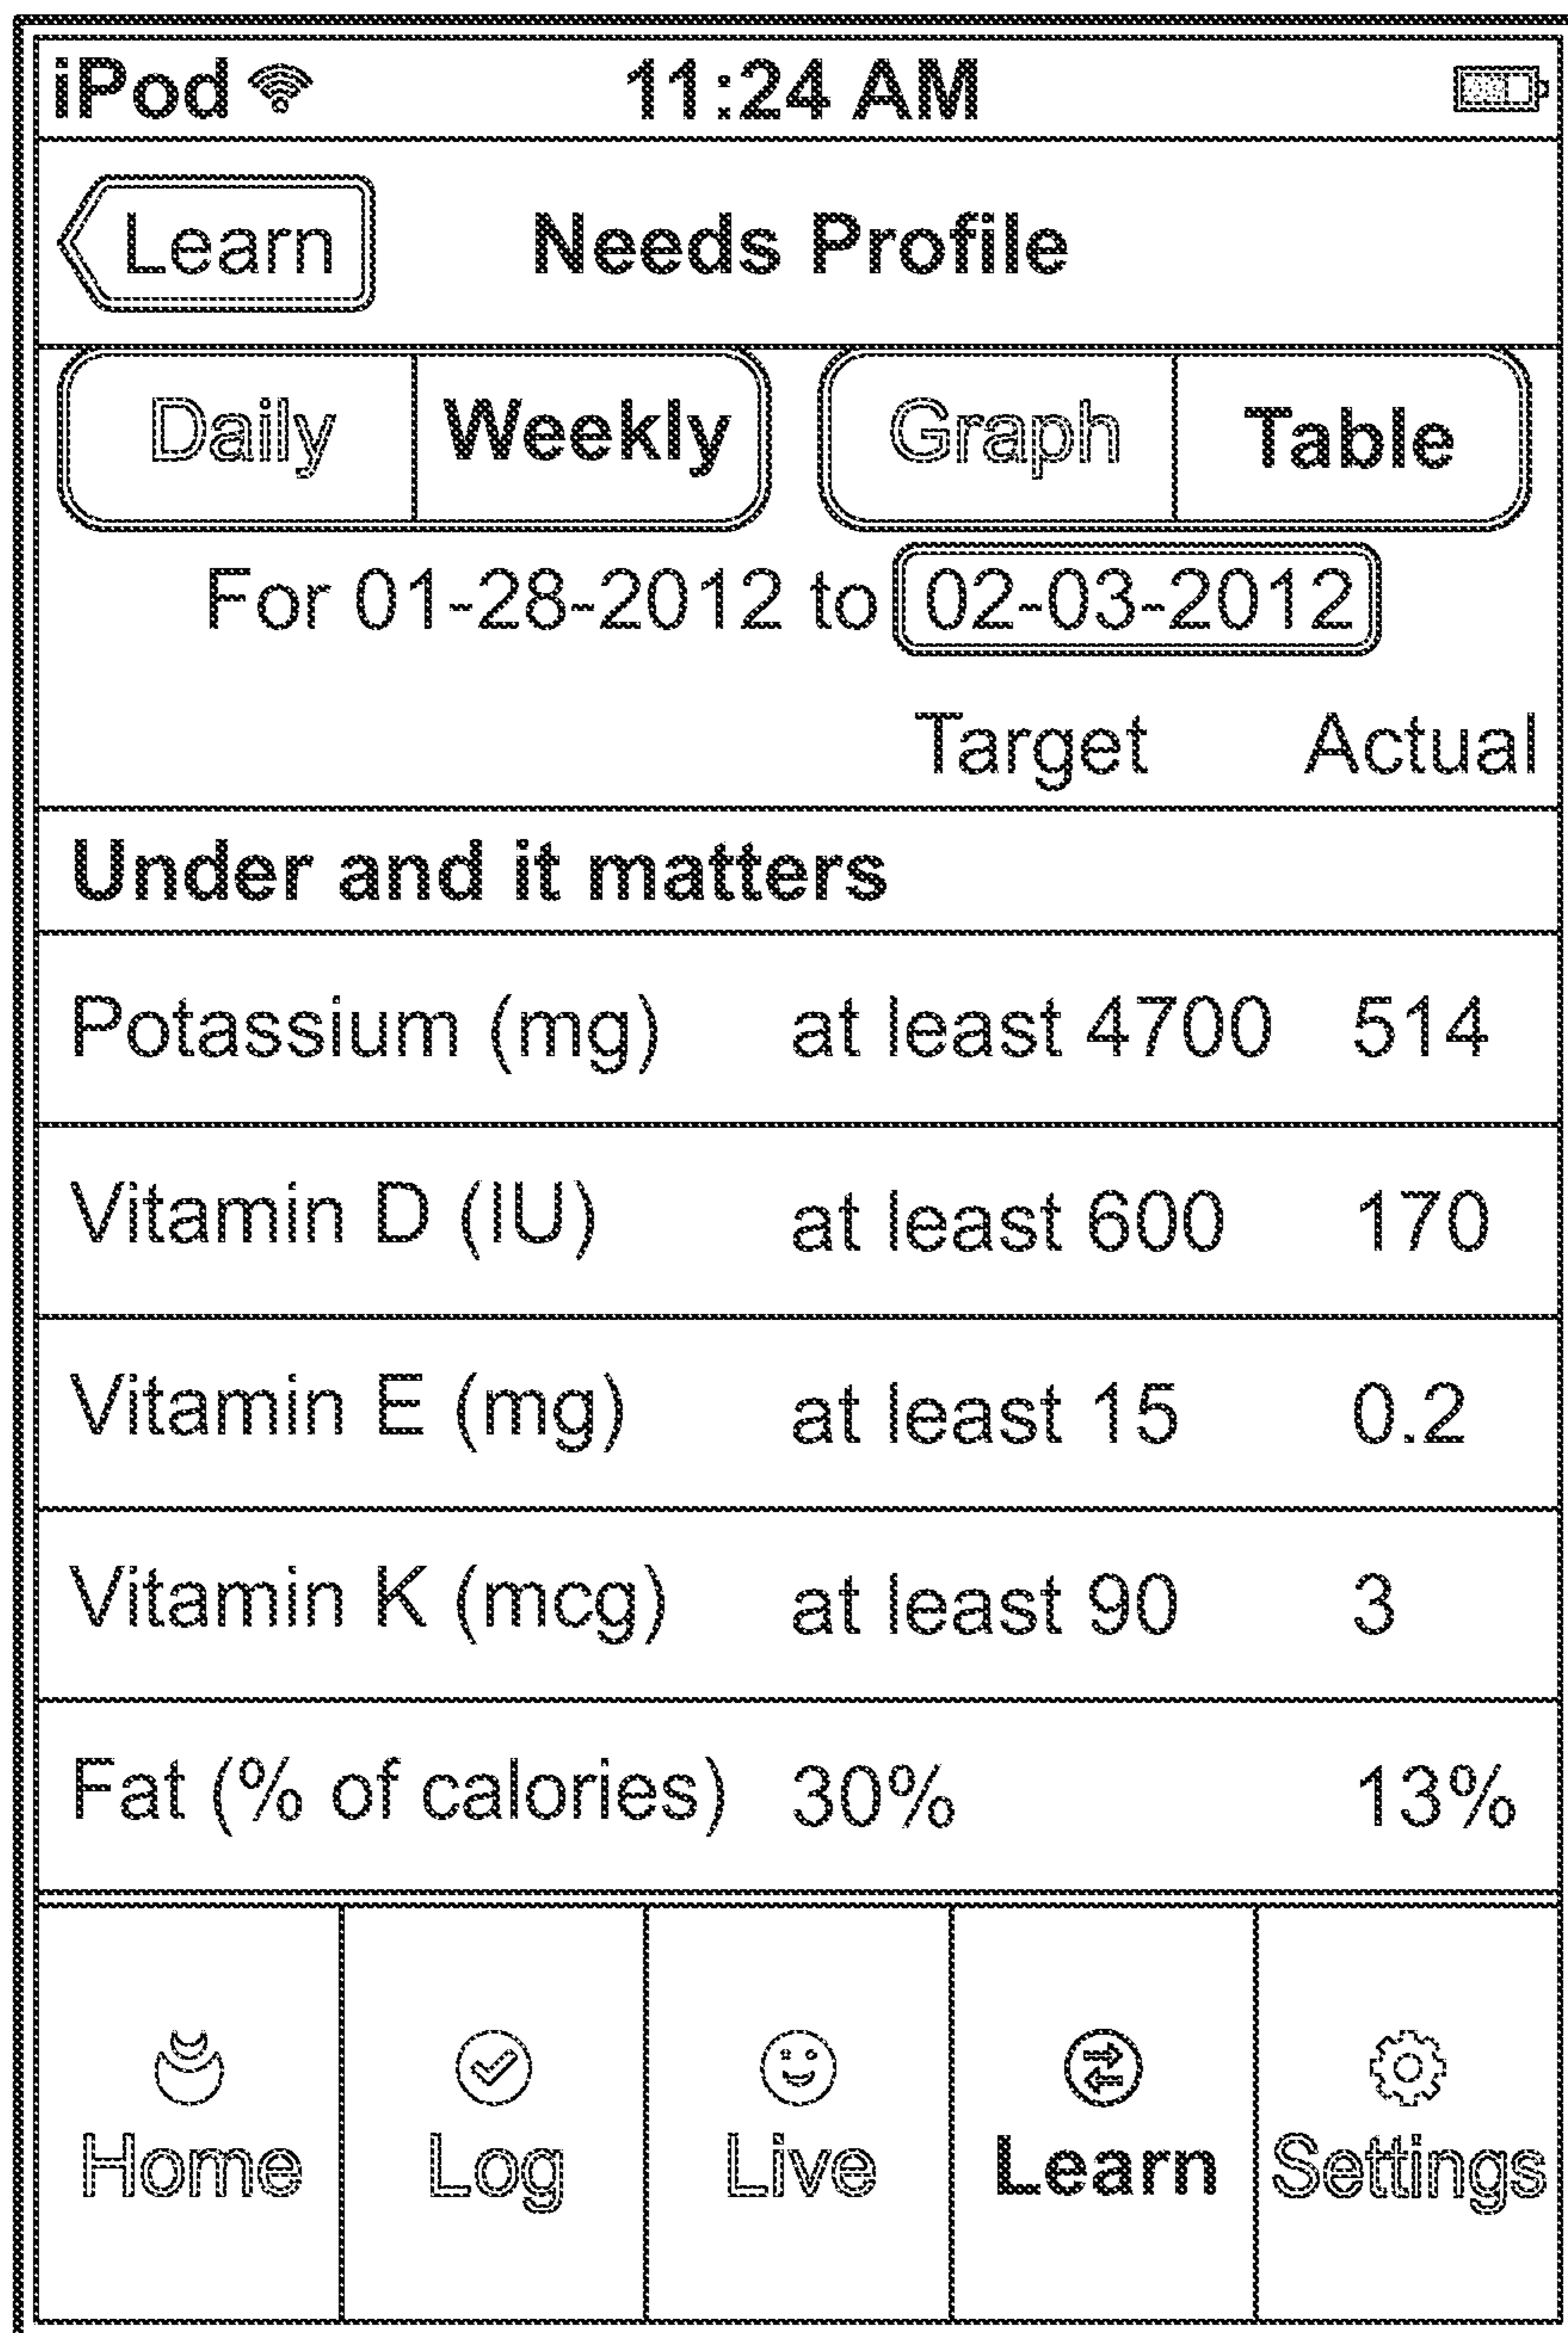 iPod 11:24 AM
Learn Needs Profile
Daily Weekly Graph Table
For 01-28-2012 to 02-03-2012
Target Actual
Under and it matters
Potassium (mg) at least 4700 514
Vitamin D (IU) at least 600 170
Vitamin E (mg) at least 15 0.2
Vitamin K (mcg) at least 90 3
Fat (% of calories) 30% 13%
Home Log Live Learn Settings